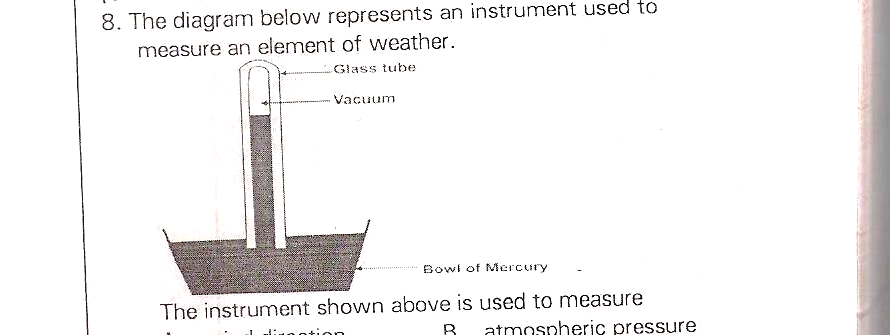 8. The diagram below represents an instrument used to
measure an element of weather.
Glass tube
Vacuum
Bowl of Mercury
The instrument shown above is used to measure
direction
B atmospheric pressure